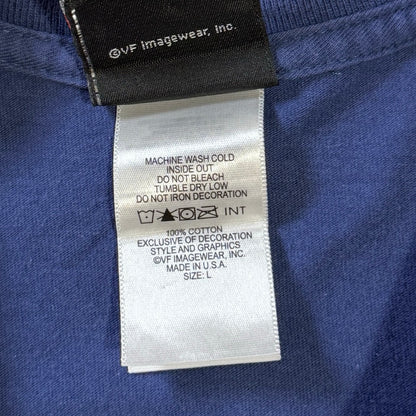 ©VF Imagewear, Inc.
MACHINE WASH COLD
INSIDE OUT
DO NOT BLEACH
TUMBLE DRY LOW
DO NOT IRON DECORATION
INT
100% COTTON
EXCLUSIVE OF DECORATION
STYLE AND GRAPHICS
©VF IMAGEWEAR, INC.
MADE IN U.S.A.
SIZE: L